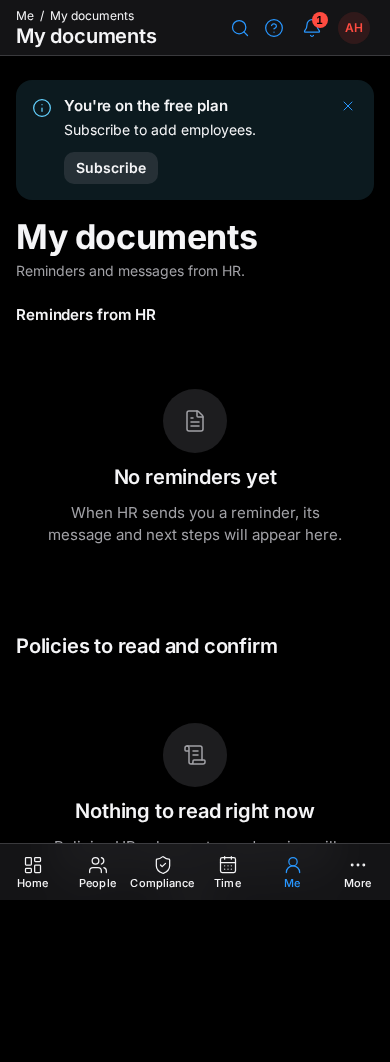 Me / My documents
My documents
1
AH
You're on the free plan
Subscribe to add employees.
Subscribe
My documents
Reminders and messages from HR.
Reminders from HR
No reminders yet
When HR sends you a reminder, its
message and next steps will appear here.
Policies to read and confirm
Nothing to read right now
Home
People
Compliance
Time
Me
More